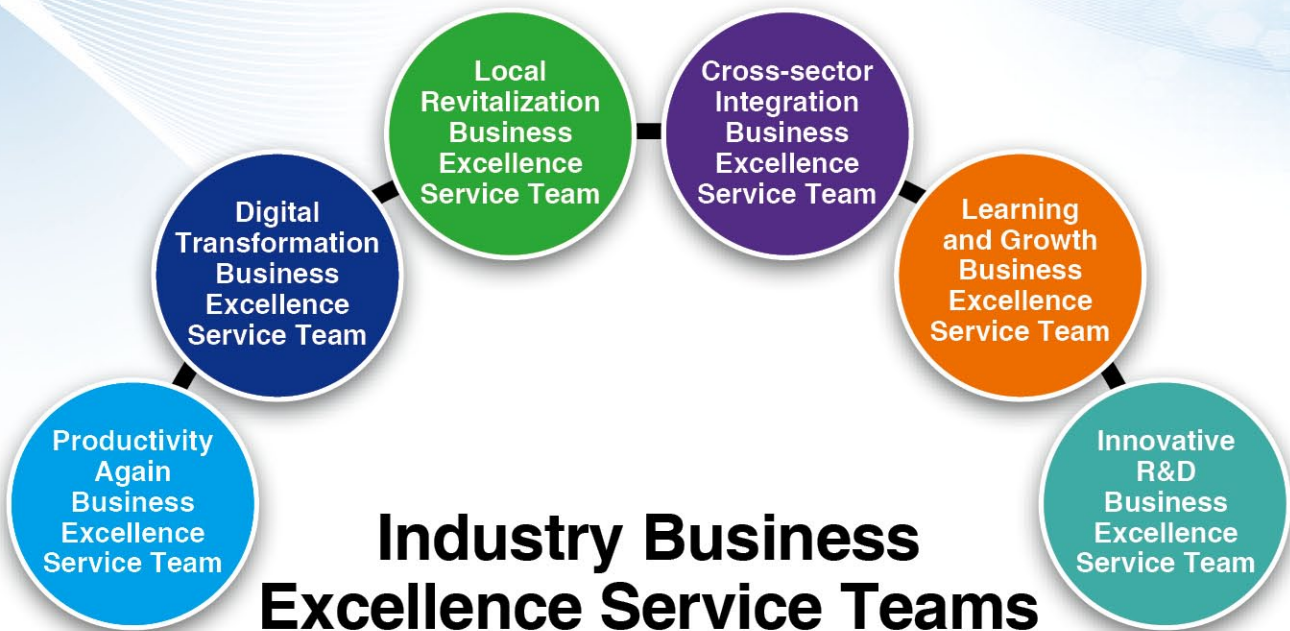 Productivity
Again
Business
Excellence
Service Team
Digital
Transformation
Business
Excellence
Service Team
Local
Revitalization
Business
Excellence
Service Team
Cross-sector
Integration
Business
Excellence
Service Team
Learning
and Growth
Business
Excellence
Service Team
Innovative
R&D
Business
Excellence
Service Team
Industry Business
Excellence Service Teams